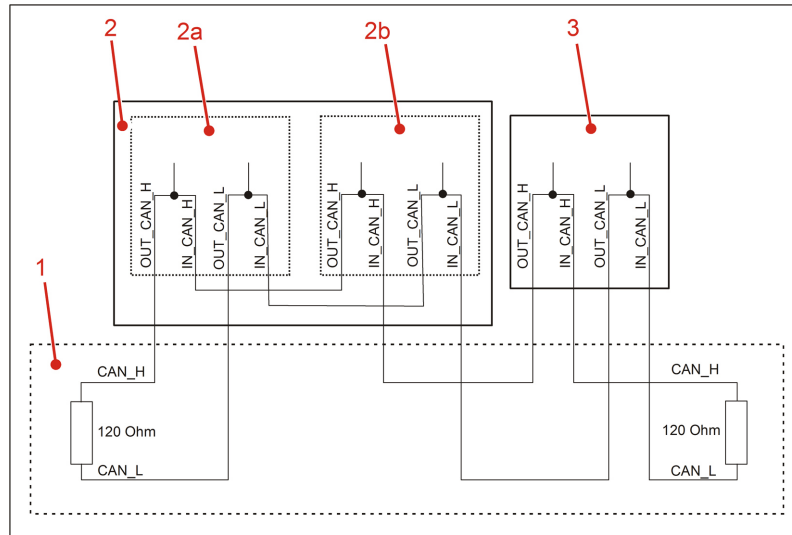 2
2a
2b
3
OUT_CAN_H
IN_CAN_H
OUT_CAN_L
IN_CAN_L
OUT_CAN_H
IN_CAN_H
OUT_CAN_L
IN_CAN_L
OUT_CAN_H
IN_CAN_H
OUT_CAN_L
IN_CAN_L
1
CAN_H
CAN_H
120 Ohm
120 Ohm
CAN_L
CAN_L